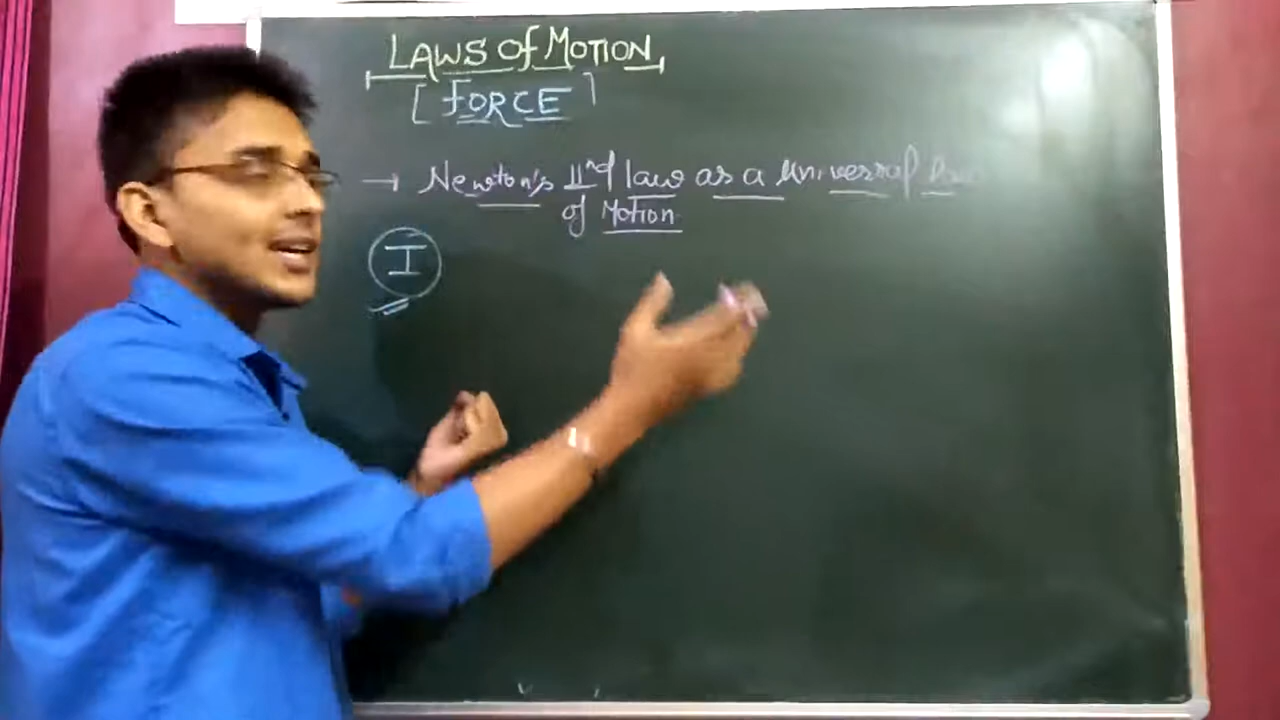 LAWS Of MOTION
[ fORCE ]
→ Newton's IInd law as a universal law
of Motion
I